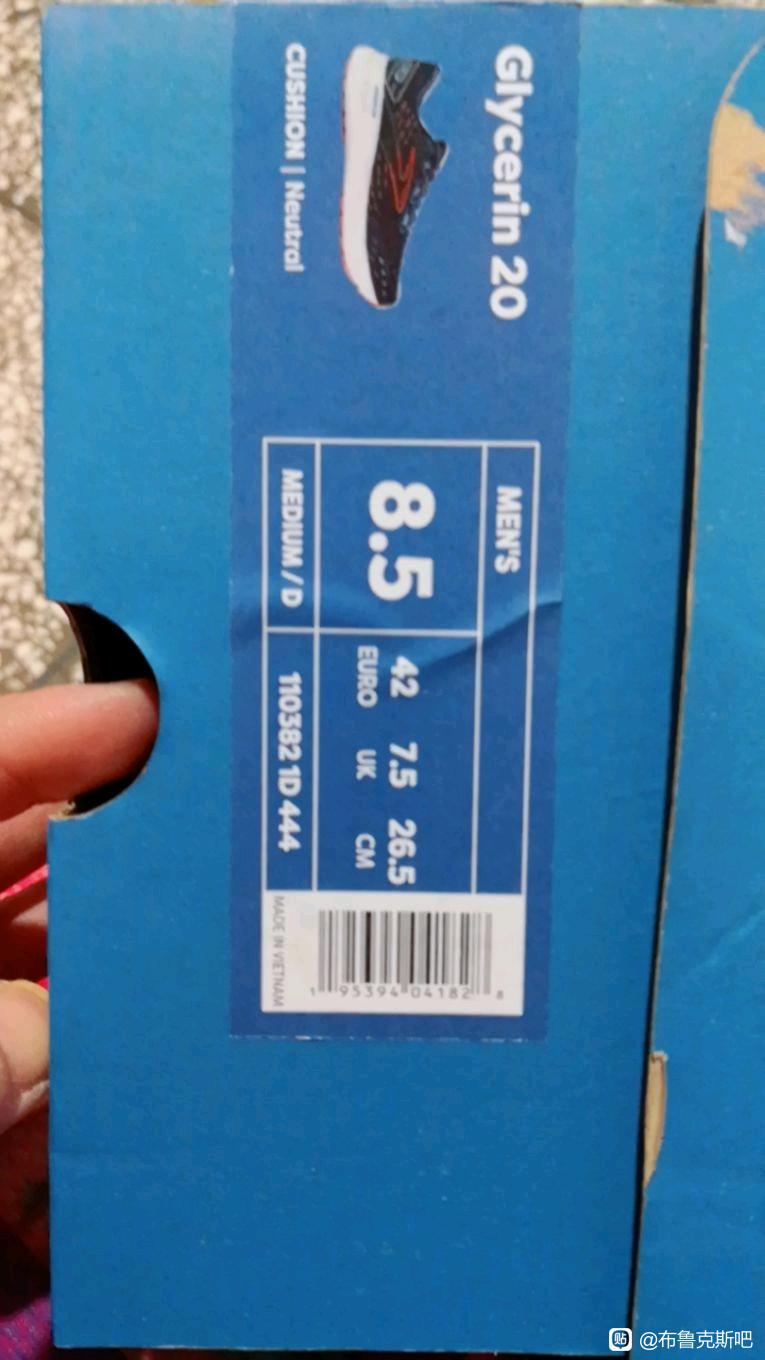 Glycerin 20
CUSHION | Neutral
MEN'S
8.5
42 7.5 26.5
EURO UK CM
MEDIUM / D
110382 1D 444
1 95394 04182 8
MADE IN VIETNAM
贴 @布鲁克斯吧